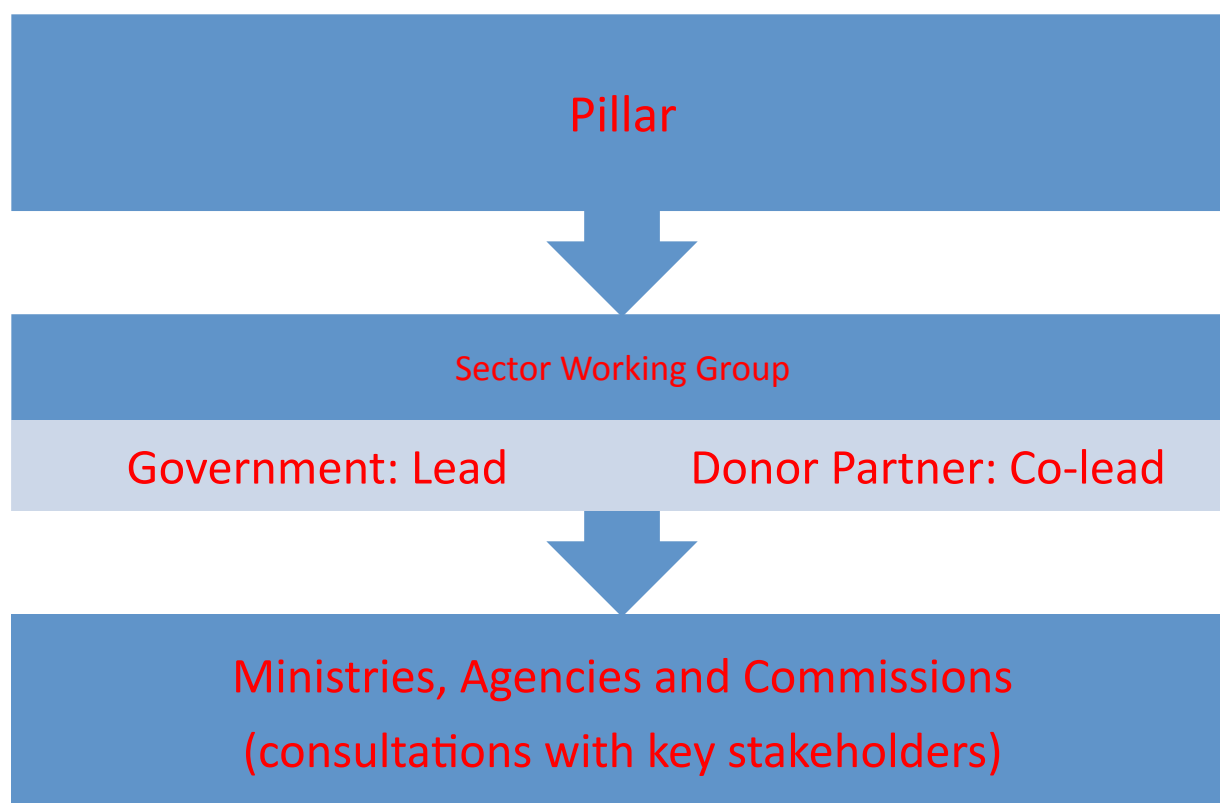 Pillar
Sector Working Group
Government: Lead
Donor Partner: Co-lead
Ministries, Agencies and Commissions
(consultations with key stakeholders)